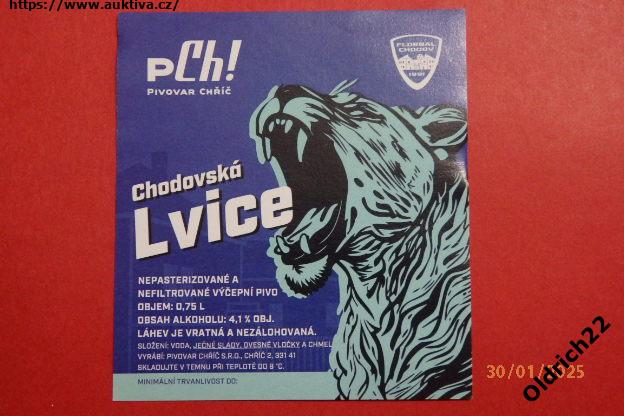 https://www.auktiva.cz/
PCh!
PIVOVAR CHŘÍČ
FLORBAL
CHODOV
1991
Chodovská
Lvice
NEPASTERIZOVANÉ A
NEFILTROVANÉ VÝČEPNÍ PIVO
OBJEM: 0,75 L
OBSAH ALKOHOLU: 4,1 % OBJ.
LÁHEV JE VRATNÁ A NEZÁLOHOVANÁ.
SLOŽENÍ: VODA, JEČNÉ SLADY, OVESNÉ VLOČKY A CHMEL
VYRÁBÍ: PIVOVAR CHŘÍČ S.R.O., CHŘÍČ 2, 331 41
SKLADUJTE V TEMNU PŘI TEPLOTĚ DO 8 °C.
MINIMÁLNÍ TRVANLIVOST DO:
30/01/2025
Oldrich22